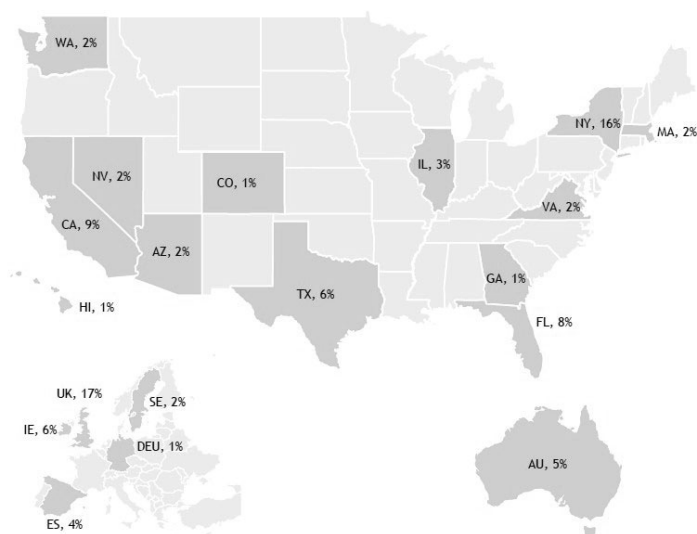 WA, 2%
NY, 16%
MA, 2%
IL, 3%
NV, 2%
CO, 1%
VA, 2%
CA, 9%
AZ, 2%
GA, 1%
TX, 6%
HI, 1%
FL, 8%
UK, 17%
SE, 2%
IE, 6%
DEU, 1%
AU, 5%
ES, 4%